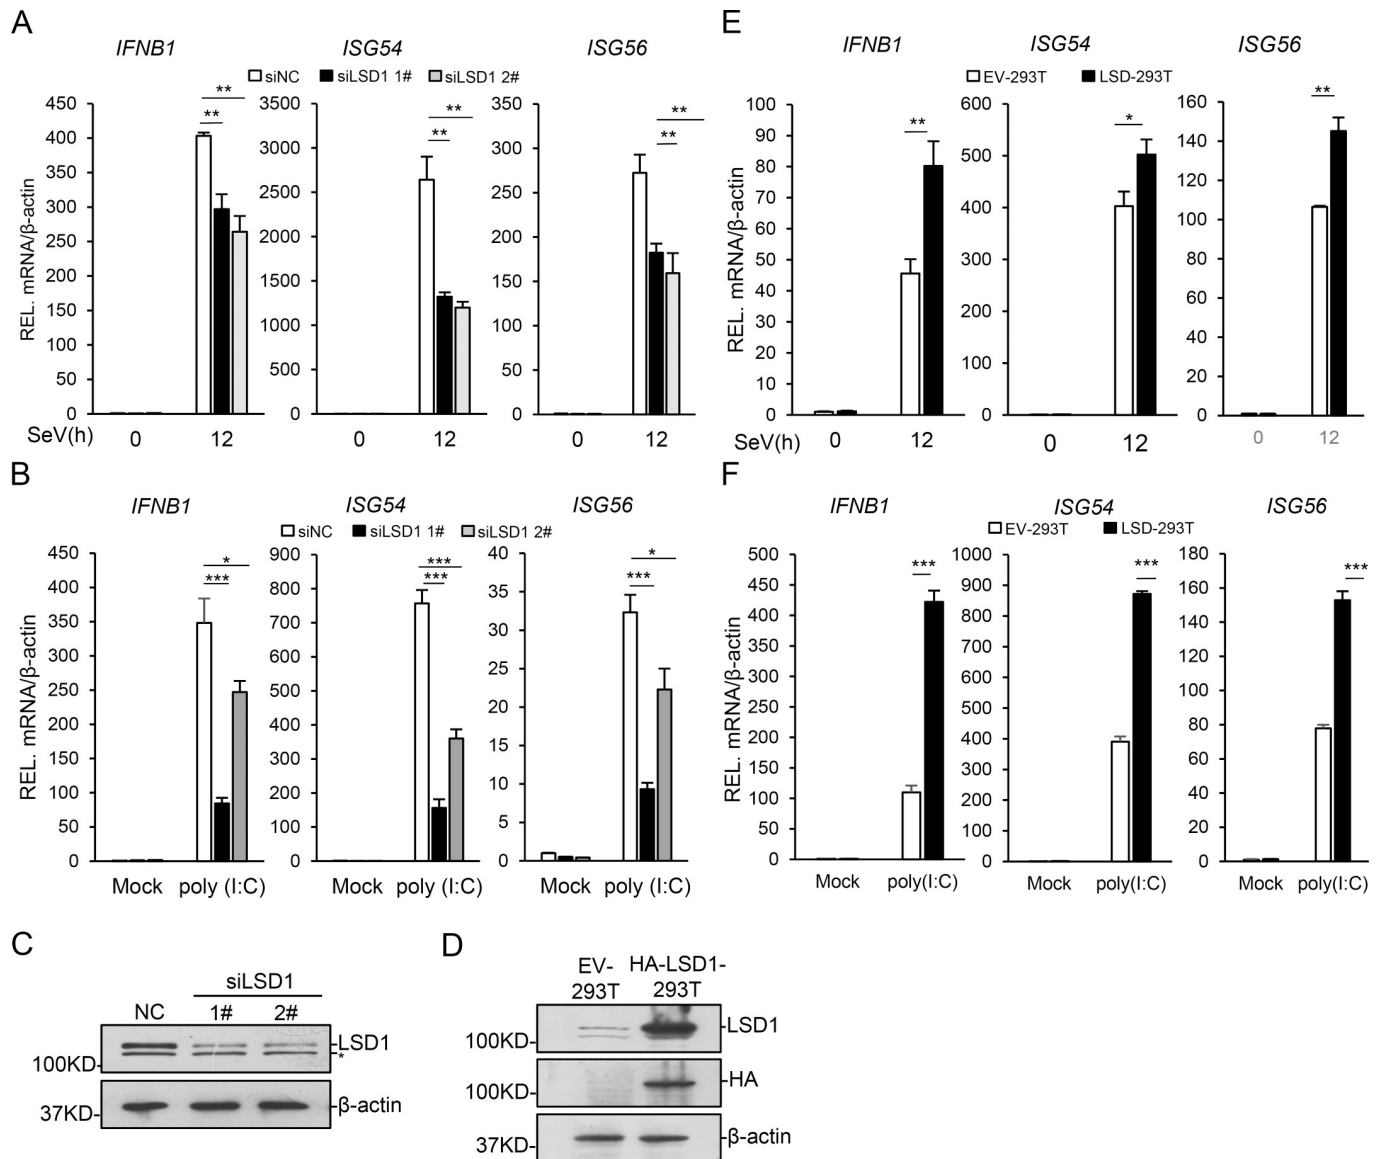 A
IFNB1 ISG54 ISG56
siNC siLSD1 1# siLSD1 2#
REL. mRNA/β-actin
450 400 350 300 250 200 150 100 50 0
** **
3500 3000 2500 2000 1500 1000 500 0
** **
350 300 250 200 150 100 50 0
** **
SeV(h) 0 12 0 12 0 12
E
IFNB1 ISG54 ISG56
EV-293T LSD-293T
REL. mRNA/β-actin
100 90 80 70 60 50 40 30 20 10 0
**
600 500 400 300 200 100 0
*
160 140 120 100 80 60 40 20 0
**
SeV(h) 0 12 0 12 0 12
B
IFNB1 ISG54 ISG56
siNC siLSD1 1# siLSD1 2#
REL. mRNA/β-actin
450 400 350 300 250 200 150 100 50 0
* ***
900 800 700 600 500 400 300 200 100 0
*** ***
40 35 30 25 20 15 10 5 0
* ***
Mock poly (I:C) Mock poly (I:C) Mock poly (I:C)
F
IFNB1 ISG54 ISG56
EV-293T LSD-293T
REL. mRNA/β-actin
500 450 400 350 300 250 200 150 100 50 0
***
1000 900 800 700 600 500 400 300 200 100 0
***
180 160 140 120 100 80 60 40 20 0
***
Mock poly(I:C) Mock poly(I:C) Mock poly(I:C)
C
siLSD1
NC 1# 2#
LSD1
*
100KD
β-actin
37KD
D
EV-293T HA-LSD1-293T
LSD1
100KD
HA
100KD
β-actin
37KD